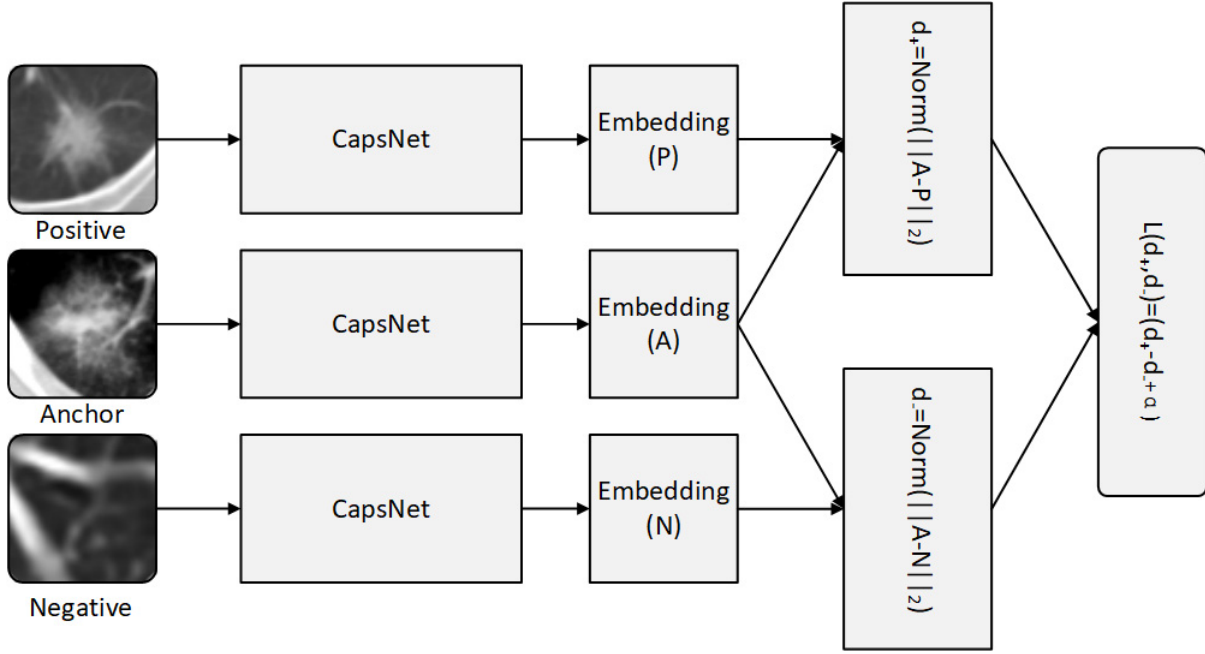 Positive
CapsNet
Embedding
(P)
d₊=Norm(||A-P||₂)
Anchor
CapsNet
Embedding
(A)
L(d₊,d₋)=(d₊-d₋+α)
Negative
CapsNet
Embedding
(N)
d₋=Norm(||A-N||₂)